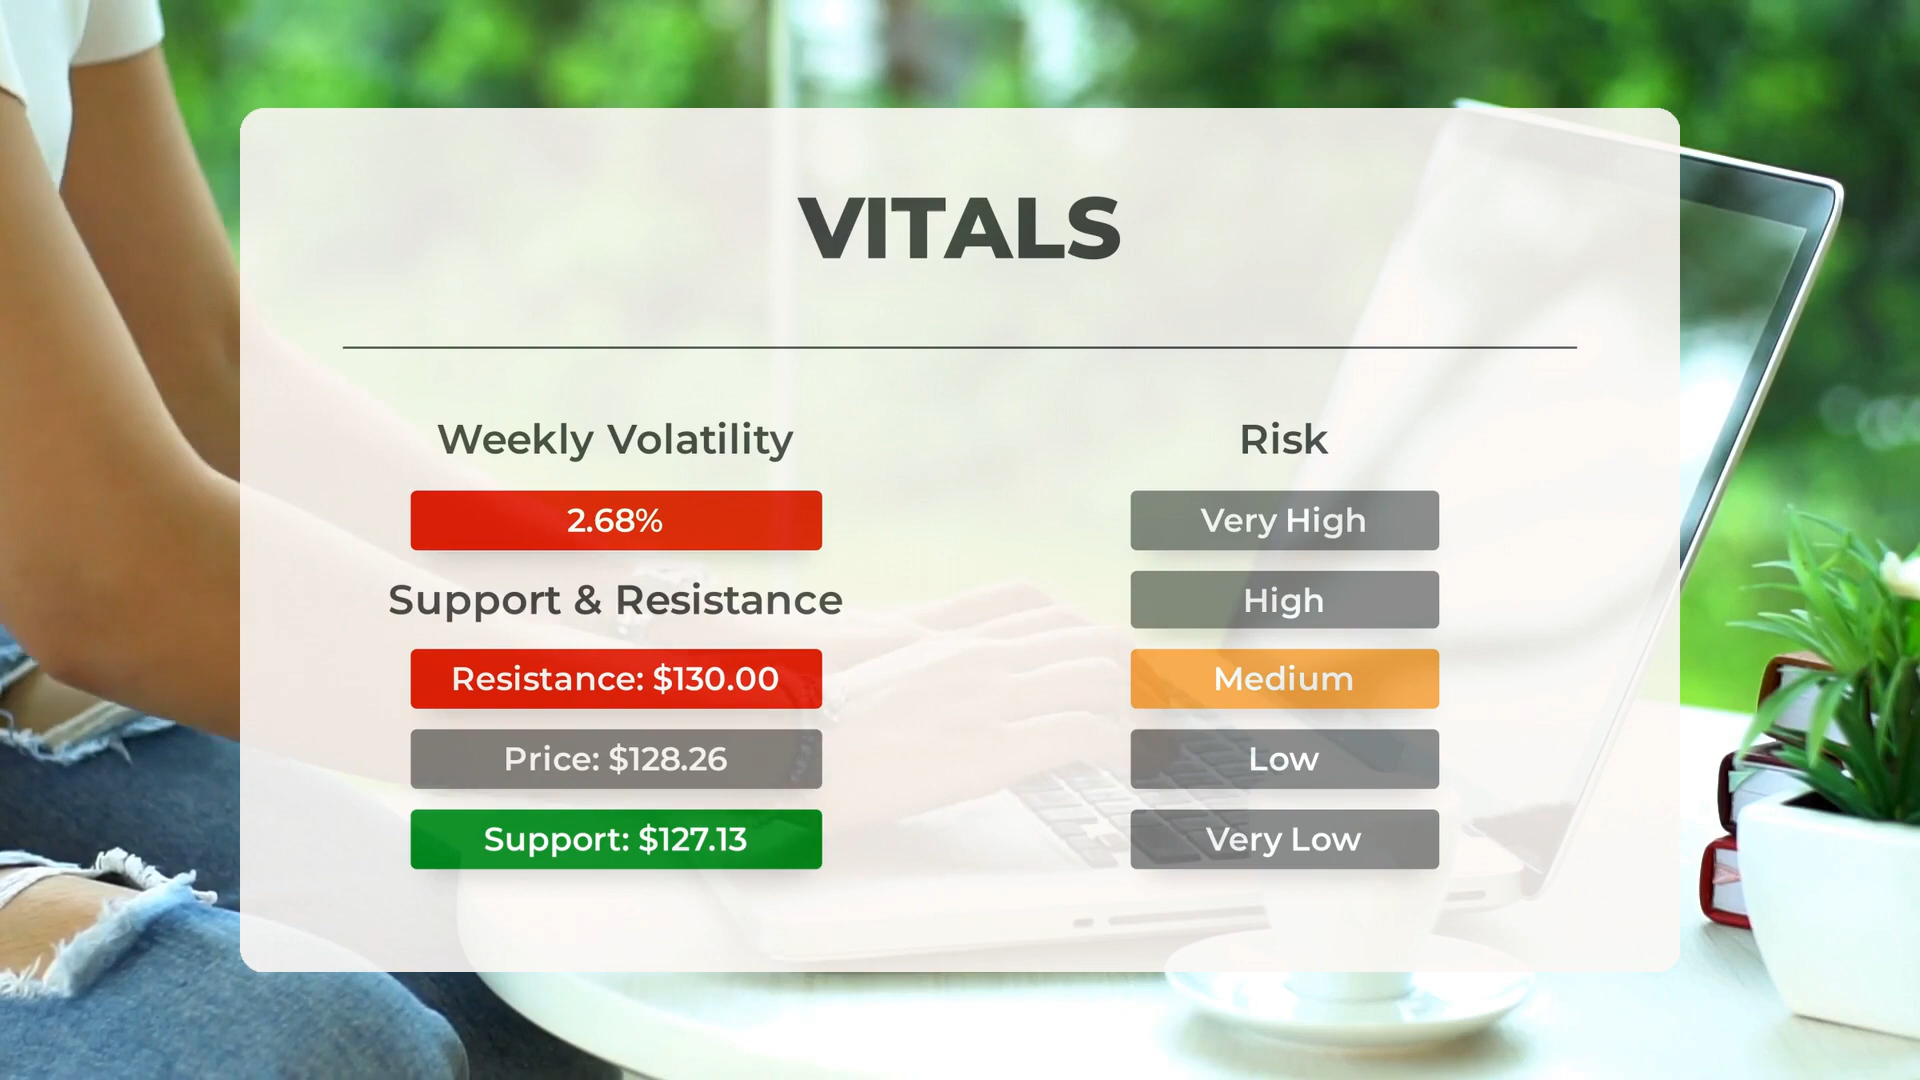 VITALS
Weekly Volatility
2.68%
Support & Resistance
Resistance: $130.00
Price: $128.26
Support: $127.13
Risk
Very High
High
Medium
Low
Very Low